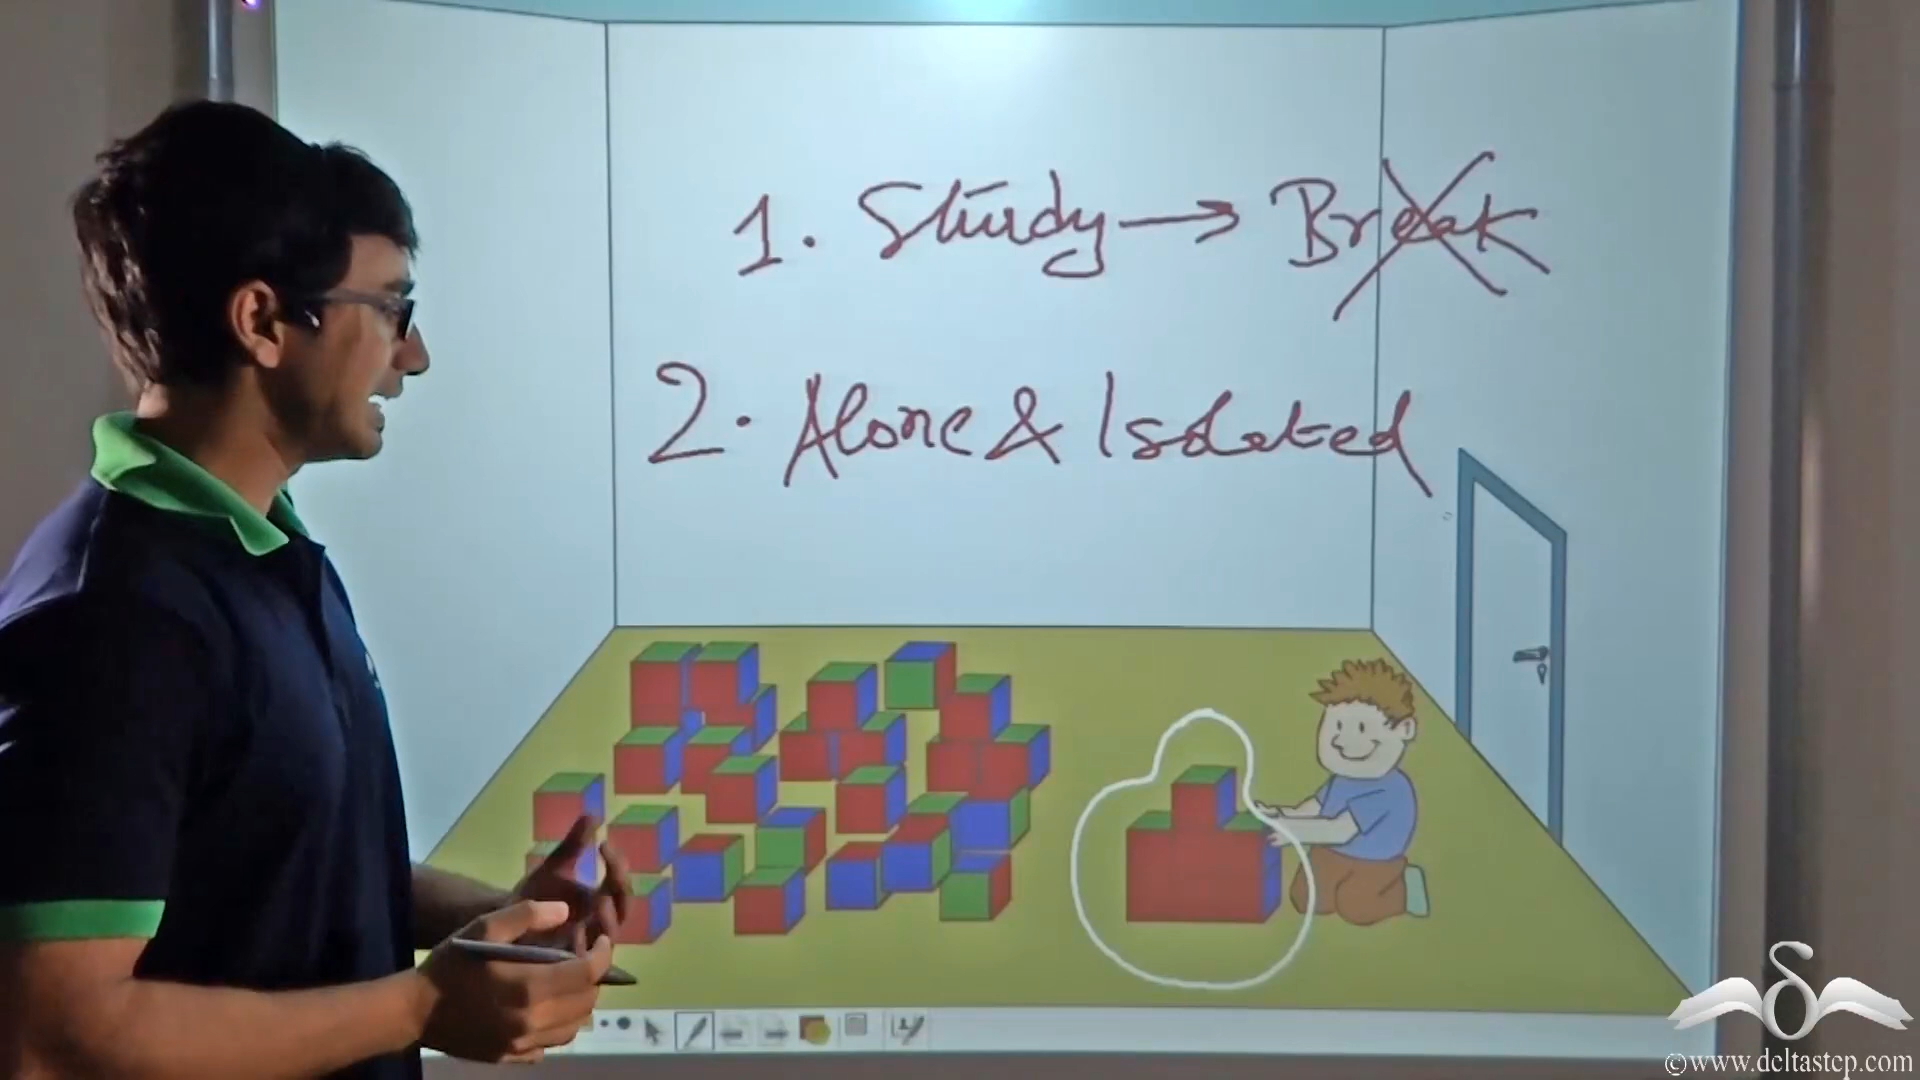 1. Study → Break
2. Alone & Isolated
©www.deltastep.com